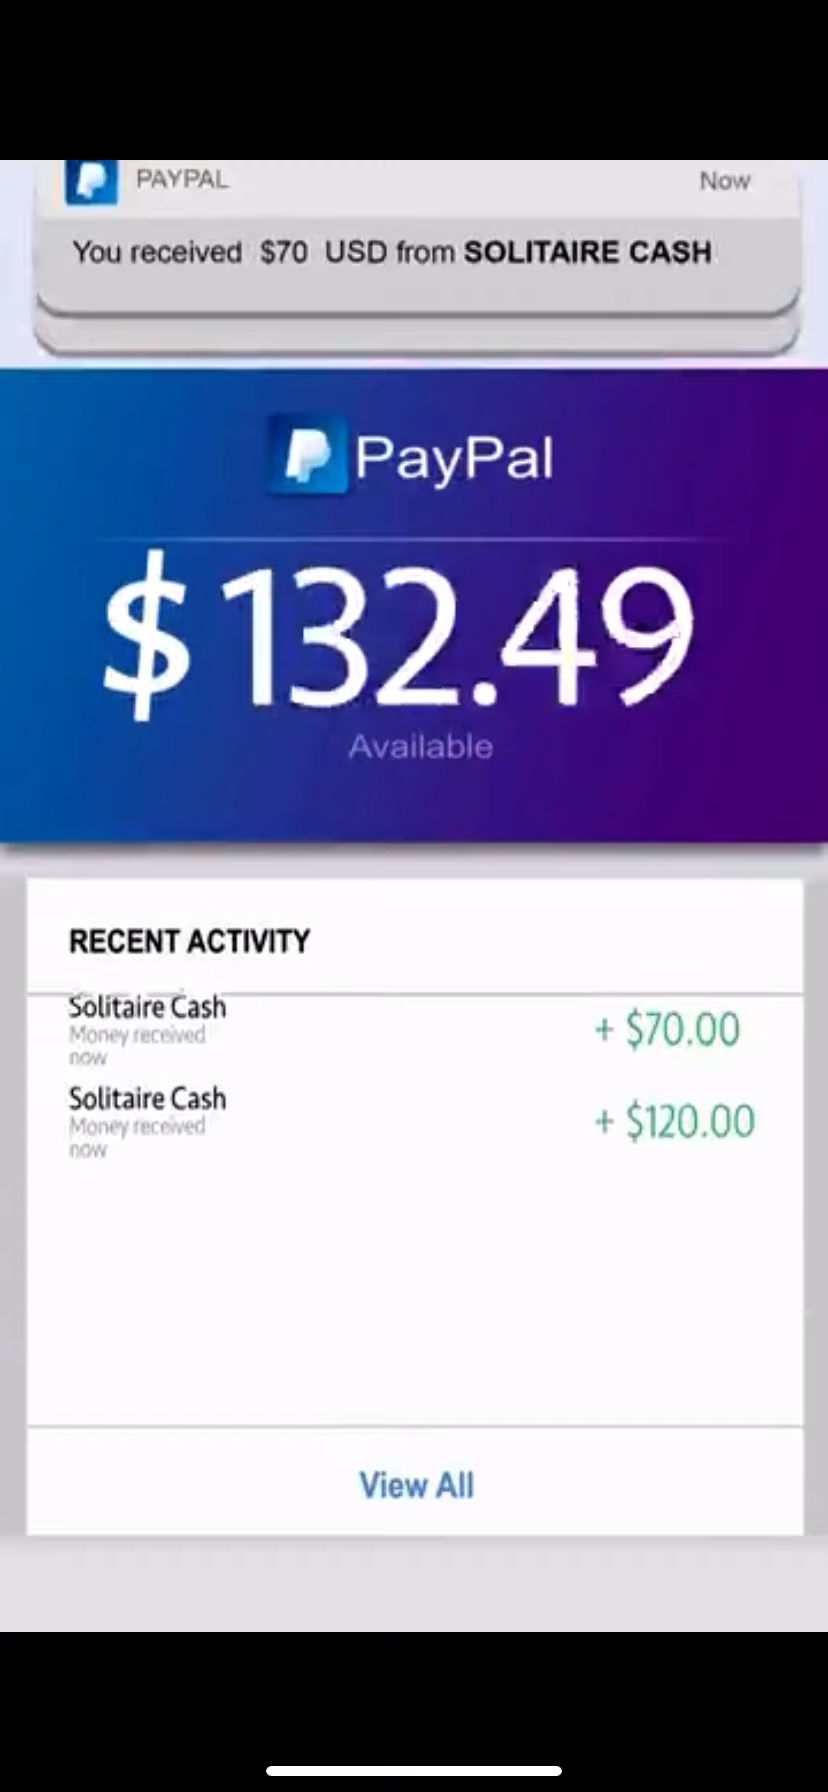 PAYPAL Now
You received $70 USD from SOLITAIRE CASH
PayPal
$132.49
Available
RECENT ACTIVITY
Solitaire Cash
Money received
now
+ $70.00
Solitaire Cash
Money received
now
+ $120.00
View All